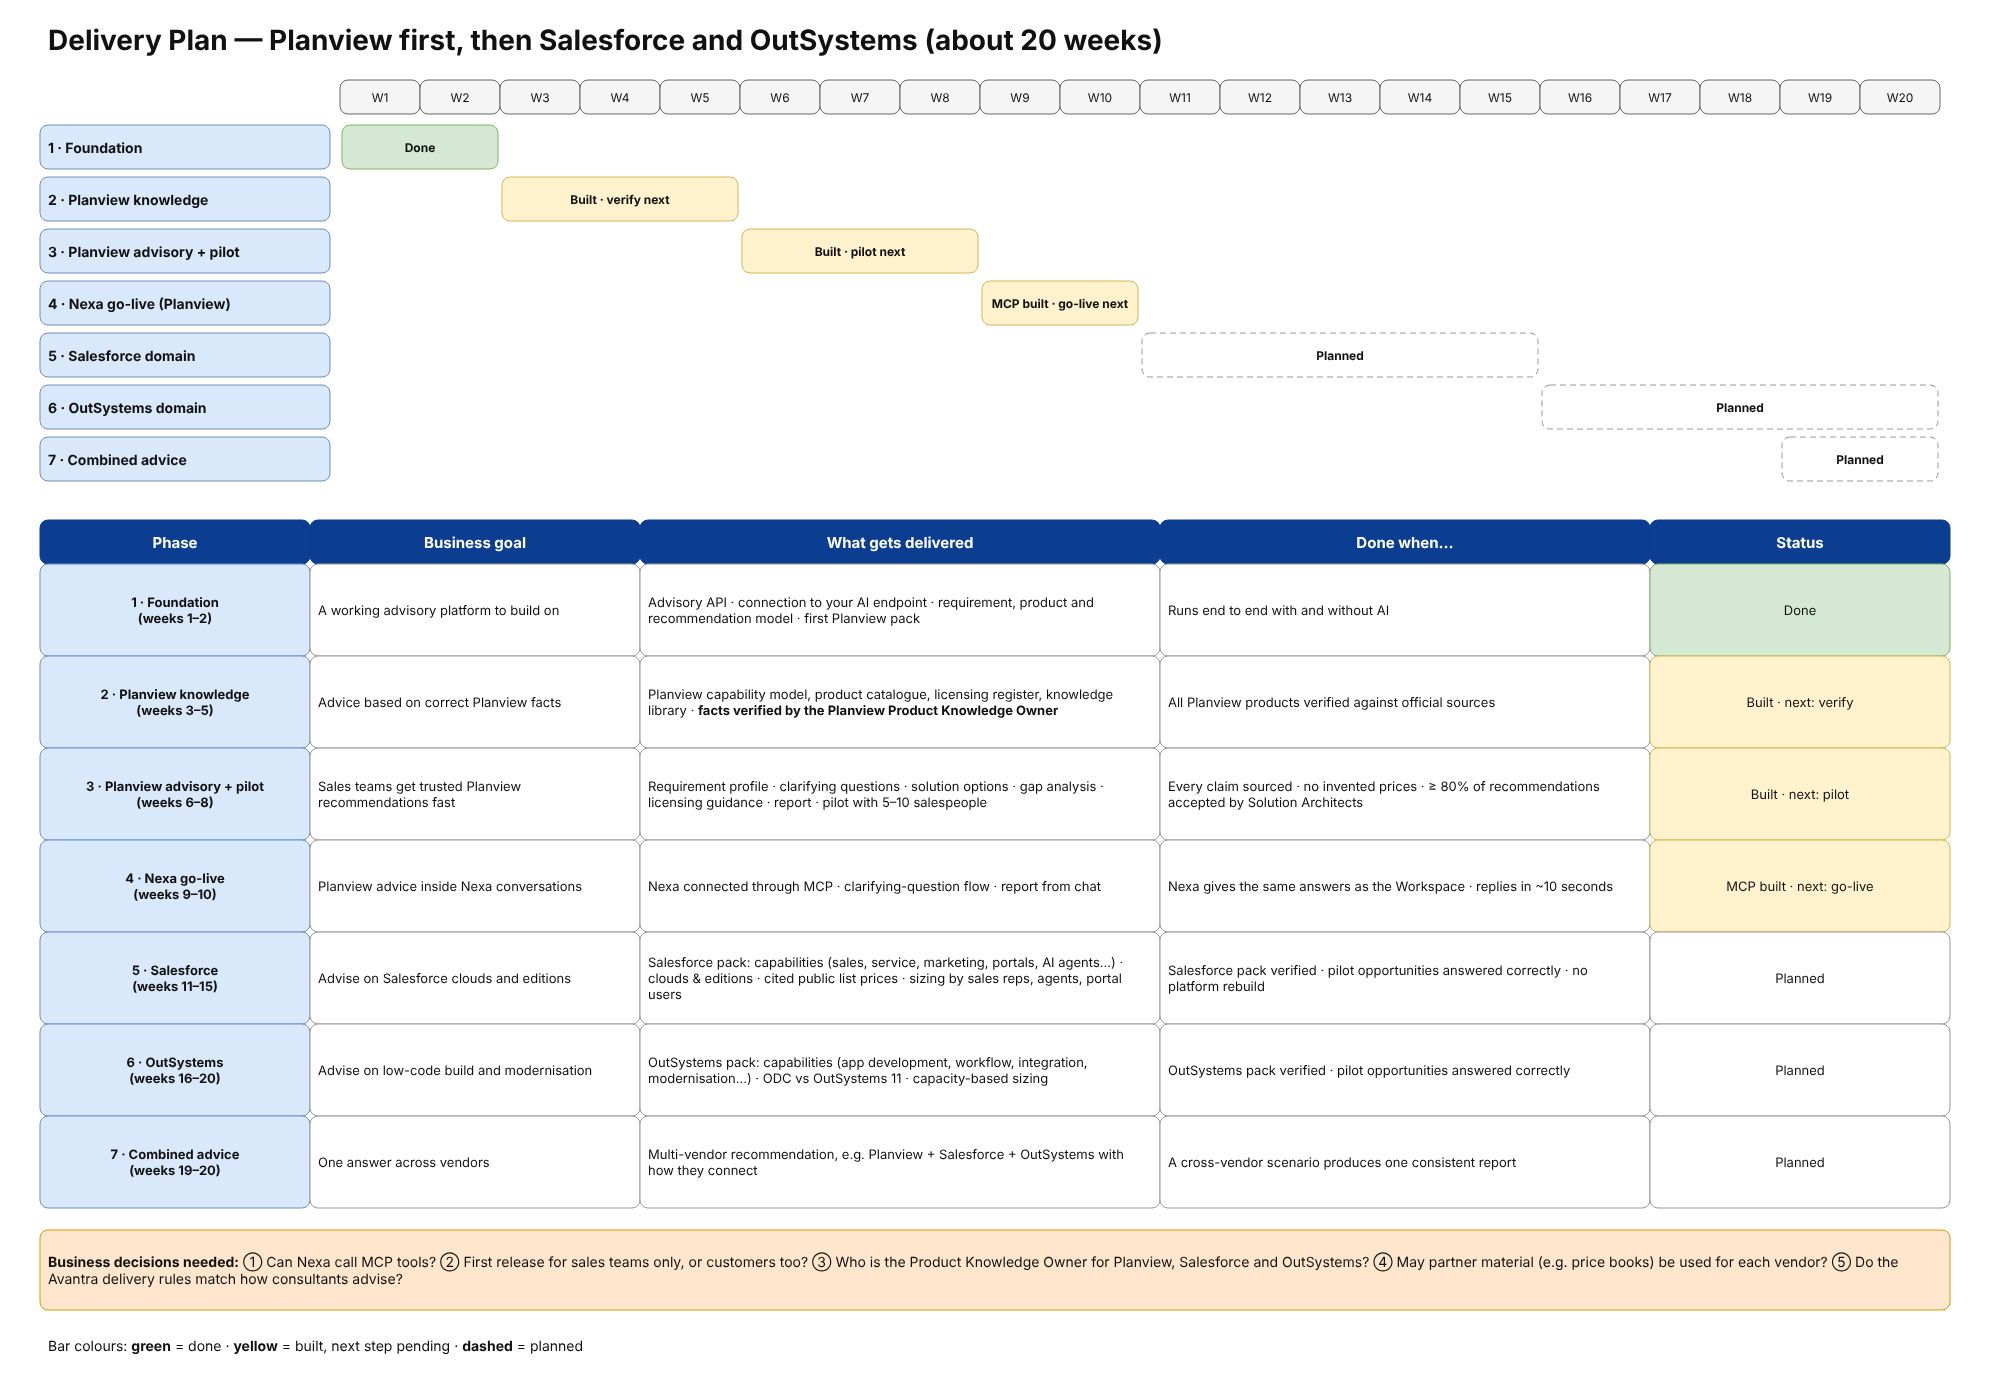 Delivery Plan — Planview first, then Salesforce and OutSystems (about 20 weeks)
W1 W2 W3 W4 W5 W6 W7 W8 W9 W10 W11 W12 W13 W14 W15 W16 W17 W18 W19 W20
1 · Foundation
Done
2 · Planview knowledge
Built · verify next
3 · Planview advisory + pilot
Built · pilot next
4 · Nexa go-live (Planview)
MCP built · go-live next
5 · Salesforce domain
Planned
6 · OutSystems domain
Planned
7 · Combined advice
Planned
Phase
Business goal
What gets delivered
Done when…
Status
1 · Foundation
(weeks 1–2)
A working advisory platform to build on
Advisory API · connection to your AI endpoint · requirement, product and
recommendation model · first Planview pack
Runs end to end with and without AI
Done
2 · Planview knowledge
(weeks 3–5)
Advice based on correct Planview facts
Planview capability model, product catalogue, licensing register, knowledge
library · facts verified by the Planview Product Knowledge Owner
All Planview products verified against official sources
Built · next: verify
3 · Planview advisory + pilot
(weeks 6–8)
Sales teams get trusted Planview
recommendations fast
Requirement profile · clarifying questions · solution options · gap analysis ·
licensing guidance · report · pilot with 5–10 salespeople
Every claim sourced · no invented prices · ≥ 80% of recommendations
accepted by Solution Architects
Built · next: pilot
4 · Nexa go-live
(weeks 9–10)
Planview advice inside Nexa conversations
Nexa connected through MCP · clarifying-question flow · report from chat
Nexa gives the same answers as the Workspace · replies in ~10 seconds
MCP built · next: go-live
5 · Salesforce
(weeks 11–15)
Advise on Salesforce clouds and editions
Salesforce pack: capabilities (sales, service, marketing, portals, AI agents…) ·
clouds & editions · cited public list prices · sizing by sales reps, agents, portal
users
Salesforce pack verified · pilot opportunities answered correctly · no
platform rebuild
Planned
6 · OutSystems
(weeks 16–20)
Advise on low-code build and modernisation
OutSystems pack: capabilities (app development, workflow, integration,
modernisation…) · ODC vs OutSystems 11 · capacity-based sizing
OutSystems pack verified · pilot opportunities answered correctly
Planned
7 · Combined advice
(weeks 19–20)
One answer across vendors
Multi-vendor recommendation, e.g. Planview + Salesforce + OutSystems with
how they connect
A cross-vendor scenario produces one consistent report
Planned
Business decisions needed: ① Can Nexa call MCP tools? ② First release for sales teams only, or customers too? ③ Who is the Product Knowledge Owner for Planview, Salesforce and OutSystems? ④ May partner material (e.g. price books) be used for each vendor? ⑤ Do the
Avantra delivery rules match how consultants advise?
Bar colours: green = done · yellow = built, next step pending · dashed = planned